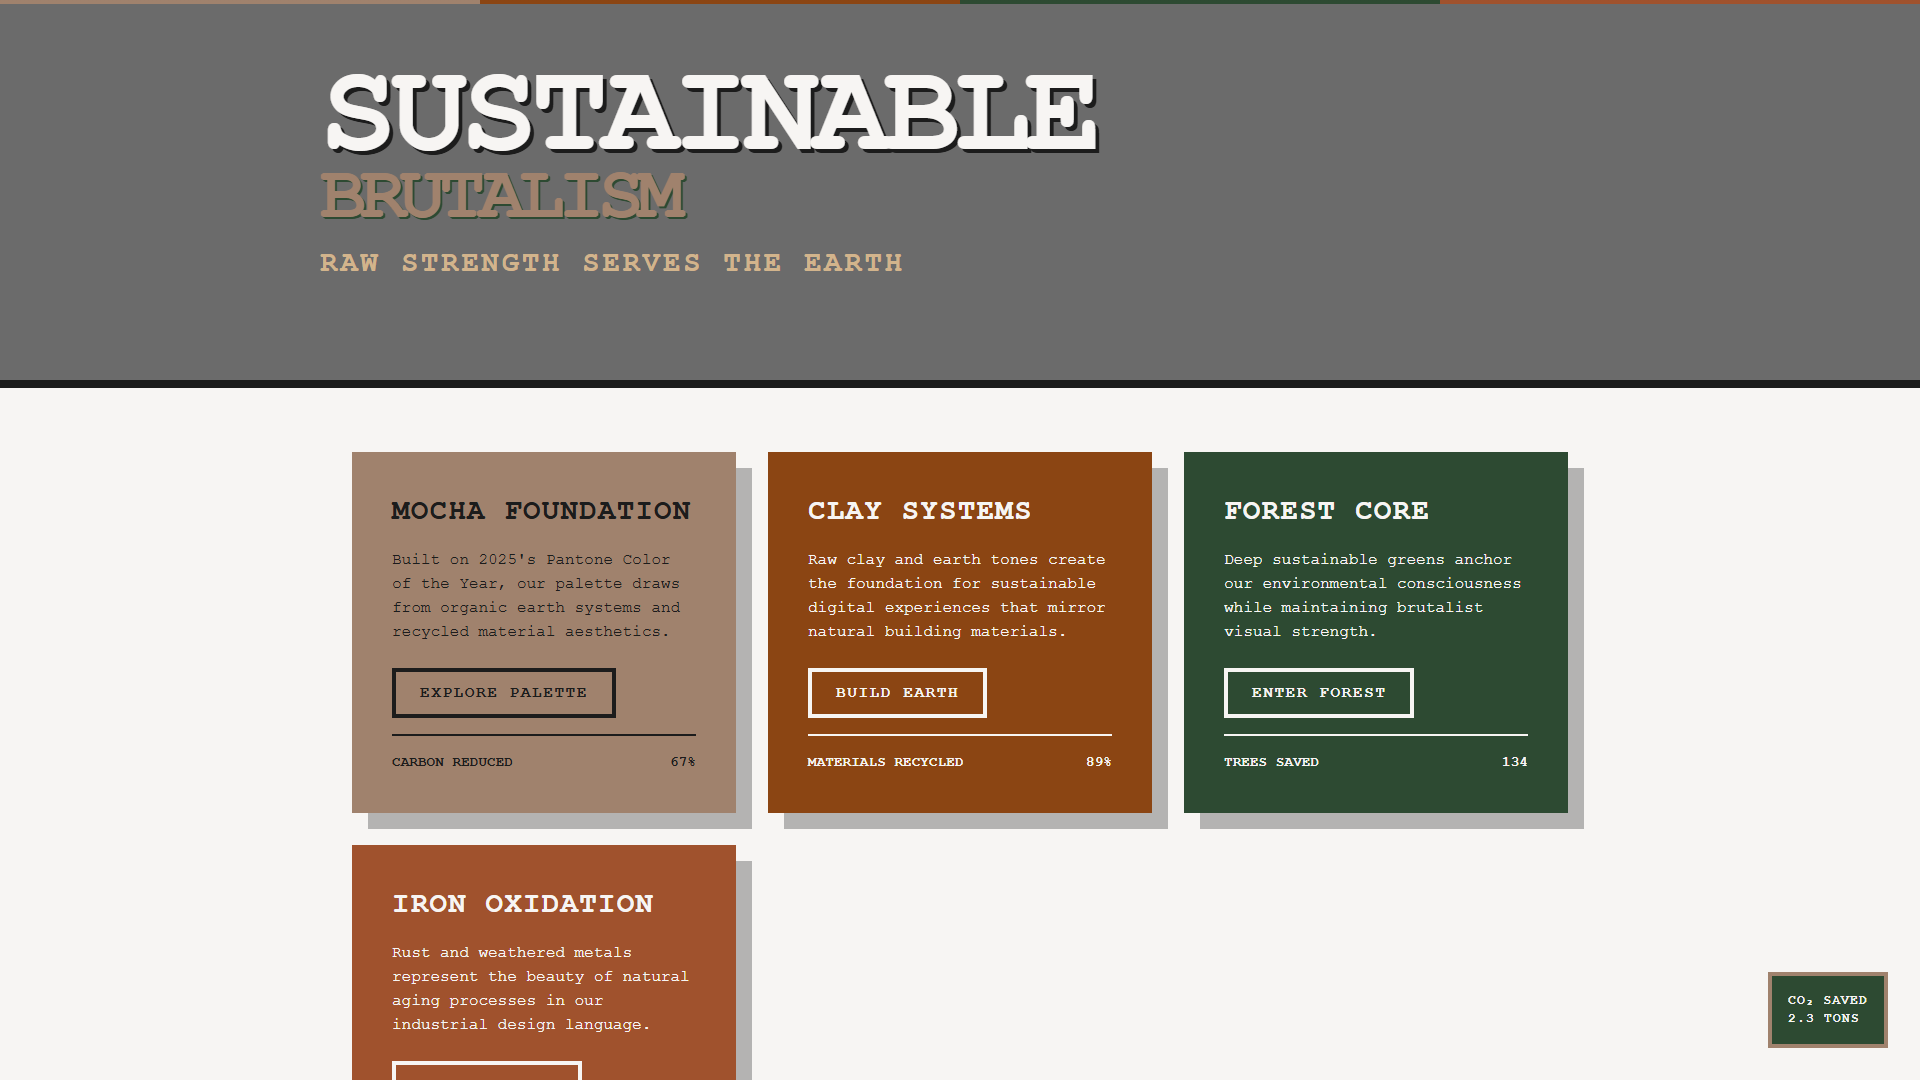 SUSTAINABLE
BRUTALISM
RAW STRENGTH SERVES THE EARTH
MOCHA FOUNDATION
Built on 2025's Pantone Color
of the Year, our palette draws
from organic earth systems and
recycled material aesthetics.
EXPLORE PALETTE
CARBON REDUCED 67%
CLAY SYSTEMS
Raw clay and earth tones create
the foundation for sustainable
digital experiences that mirror
natural building materials.
BUILD EARTH
MATERIALS RECYCLED 89%
FOREST CORE
Deep sustainable greens anchor
our environmental consciousness
while maintaining brutalist
visual strength.
ENTER FOREST
TREES SAVED 134
IRON OXIDATION
Rust and weathered metals
represent the beauty of natural
aging processes in our
industrial design language.
CO₂ SAVED
2.3 TONS